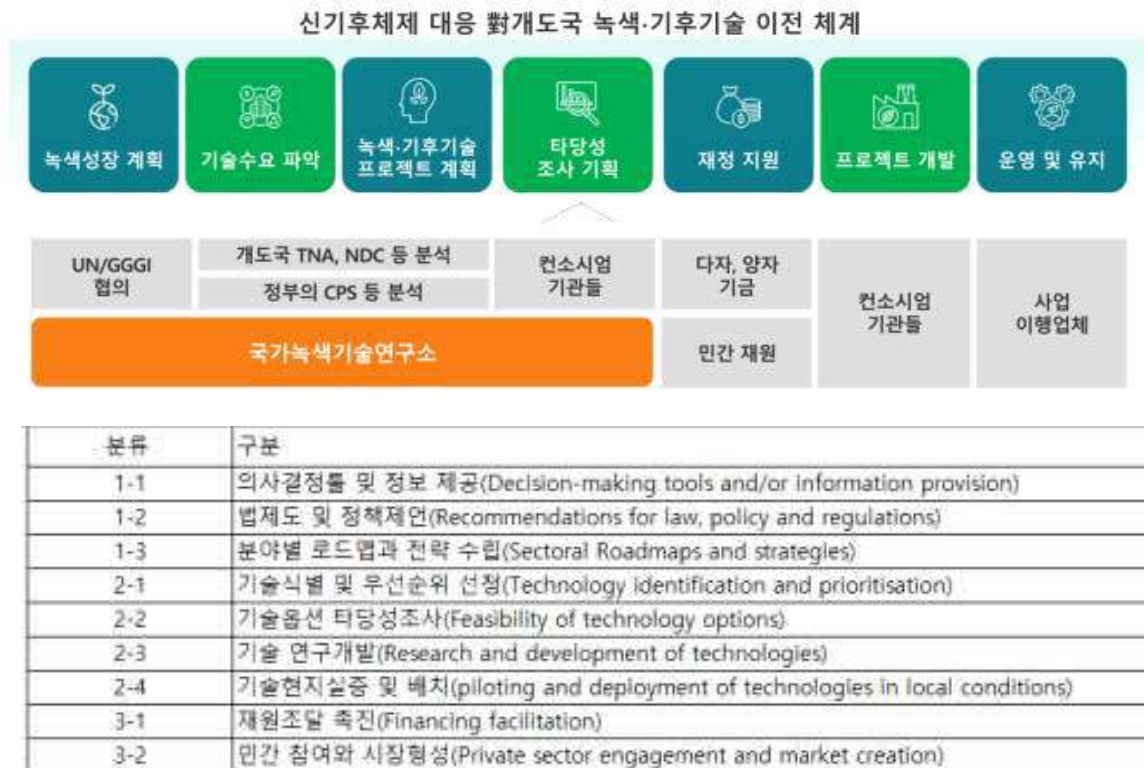 신기후체제 대응 對개도국 녹색·기후기술 이전 체계
녹색성장 계획
기술수요 파악
녹색·기후기술
프로젝트 계획
타당성
조사 기획
재정 지원
프로젝트 개발
운영 및 유지
UN/GGGI
협의
개도국 TNA, NDC 등 분석
정부의 CPS 등 분석
컨소시엄
기관들
다자, 양자
기금
컨소시엄
기관들
사업
이행업체
국가녹색기술연구소
민간 재원
분류 구분
1-1 의사결정툴 및 정보 제공(Decision-making tools and/or information provision)
1-2 법제도 및 정책제언(Recommendations for law, policy and regulations)
1-3 분야별 로드맵과 전략 수립(Sectoral Roadmaps and strategies)
2-1 기술식별 및 우선순위 선정(Technology identification and prioritisation)
2-2 기술옵션 타당성조사(Feasibility of technology options)
2-3 기술 연구개발(Research and development of technologies)
2-4 기술현지실증 및 배치(piloting and deployment of technologies in local conditions)
3-1 재원조달 촉진(Financing facilitation)
3-2 민간 참여와 시장형성(Private sector engagement and market creation)